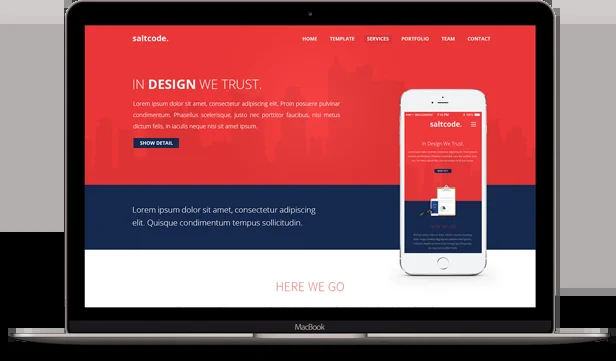 saltcode.
HOME TEMPLATE SERVICES PORTFOLIO TEAM CONTACT
IN DESIGN WE TRUST.
Lorem ipsum dolor sit amet, consectetur adipiscing elit. Proin posuere pulvinar
condimentum. Phasellus scelerisque, justo nec porttitor faucibus, nisi metus
dictum felis, in iaculis neque nisi sit amet ipsum.
SHOW DETAIL
Lorem ipsum dolor sit amet, consectetur adipiscing
elit. Quisque condimentum tempus sollicitudin.
HERE WE GO
saltcode.
In Design We Trust.
MacBook